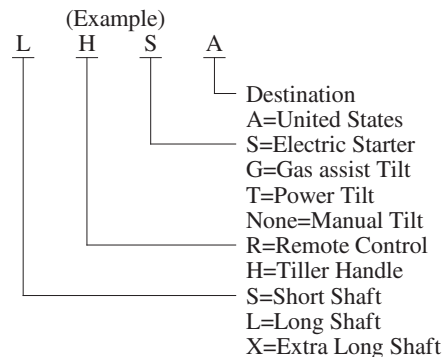 (Example)
L H S A
Destination
A=United States
S=Electric Starter
G=Gas assist Tilt
T=Power Tilt
None=Manual Tilt
R=Remote Control
H=Tiller Handle
S=Short Shaft
L=Long Shaft
X=Extra Long Shaft